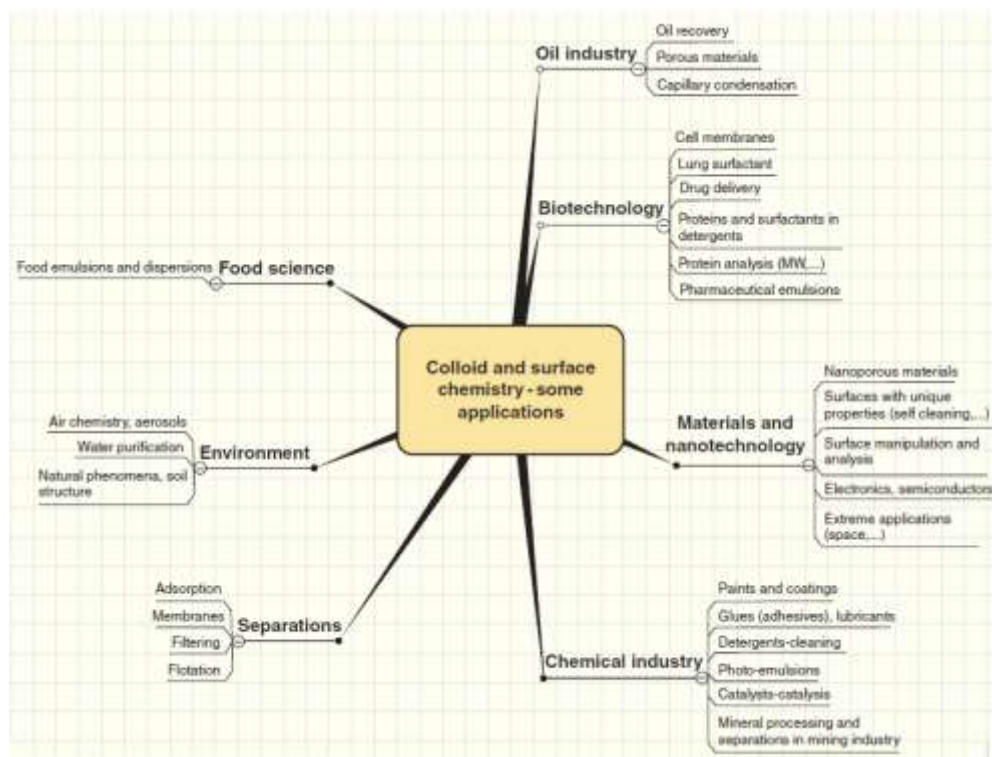 Oil industry
Oil recovery
Porous materials
Capillary condensation
Biotechnology
Cell membranes
Lung surfactant
Drug delivery
Proteins and surfactants in
detergents
Protein analysis (MW,...)
Pharmaceutical emulsions
Food emulsions and dispersions
Food science
Colloid and surface
chemistry - some
applications
Materials and
nanotechnology
Nanoporous materials
Surfaces with unique
properties (self cleaning,...)
Surface manipulation and
analysis
Electronics, semiconductors
Extreme applications
(space,...)
Air chemistry, aerosols
Water purification
Natural phenomena, soil
structure
Environment
Adsorption
Membranes
Filtering
Flotation
Separations
Chemical industry
Paints and coatings
Glues (adhesives), lubricants
Detergents-cleaning
Photo-emulsions
Catalysts-catalysis
Mineral processing and
separations in mining industry